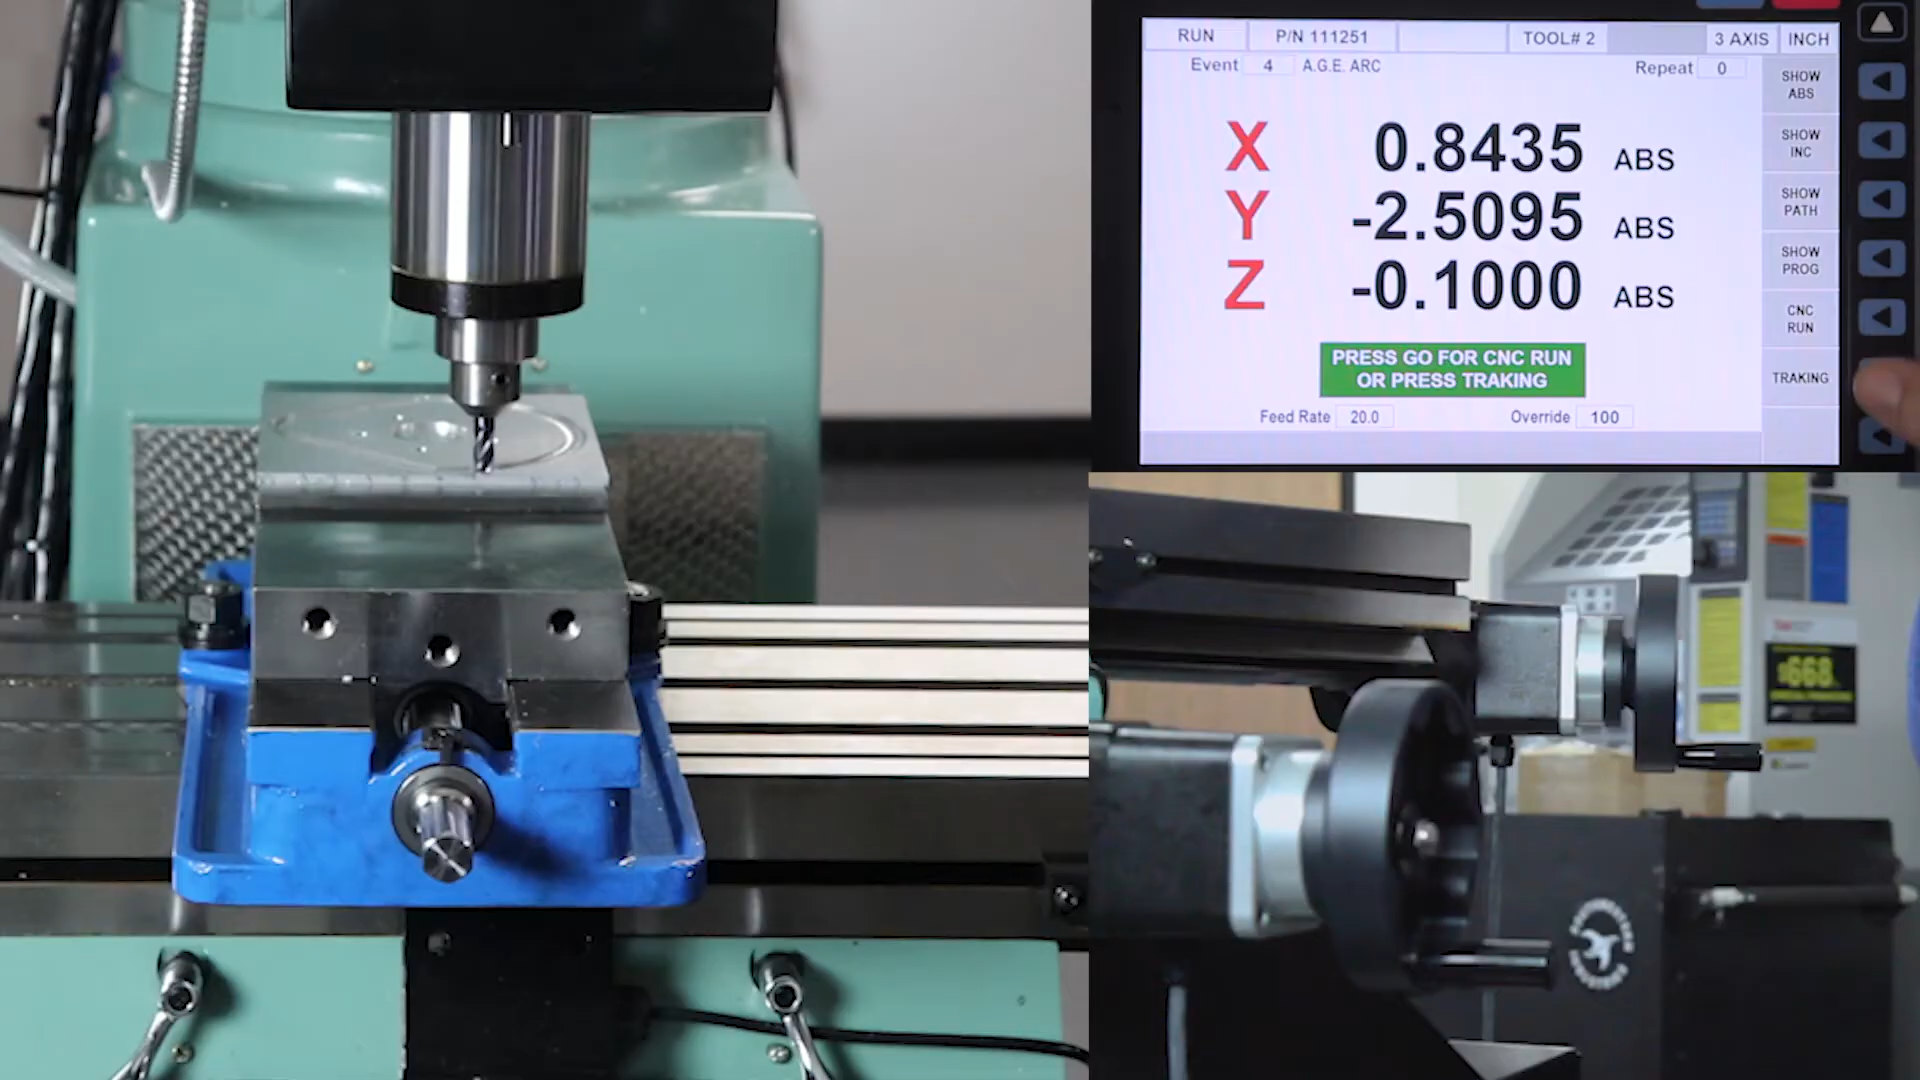 RUN P/N 111251 TOOL# 2 3 AXIS INCH
Event 4 A.G.E. ARC Repeat 0
SHOW ABS
X 0.8435 ABS
SHOW INC
Y -2.5095 ABS
SHOW PATH
Z -0.1000 ABS
SHOW PROG
CNC RUN
PRESS GO FOR CNC RUN
OR PRESS TRAKING
TRAKING
Feed Rate 20.0 Override 100
$668